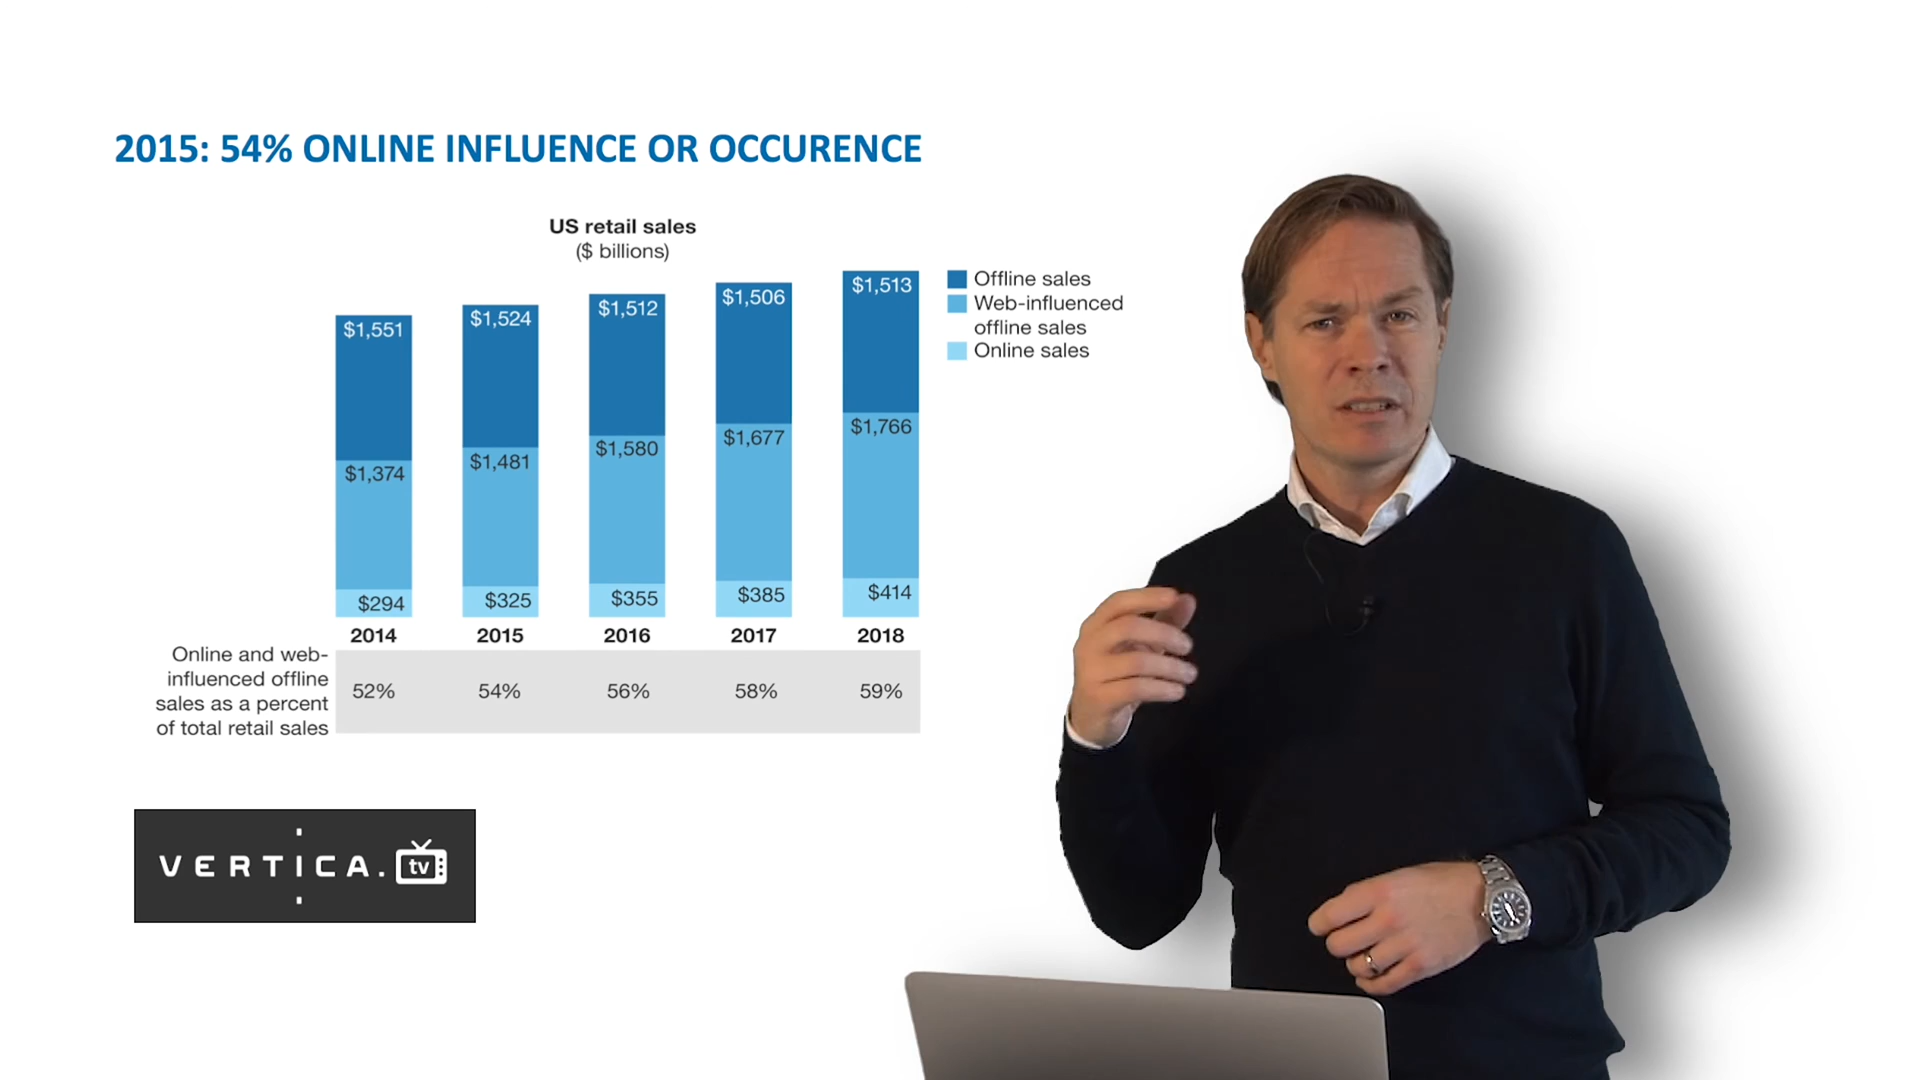 2015: 54% ONLINE INFLUENCE OR OCCURENCE
US retail sales
($ billions)
Offline sales
Web-influenced
offline sales
Online sales
$1,551 $1,524 $1,512 $1,506 $1,513
$1,374 $1,481 $1,580 $1,677 $1,766
$294 $325 $355 $385 $414
2014 2015 2016 2017 2018
Online and web-
influenced offline
sales as a percent
of total retail sales
52% 54% 56% 58% 59%
VERTICA.tv